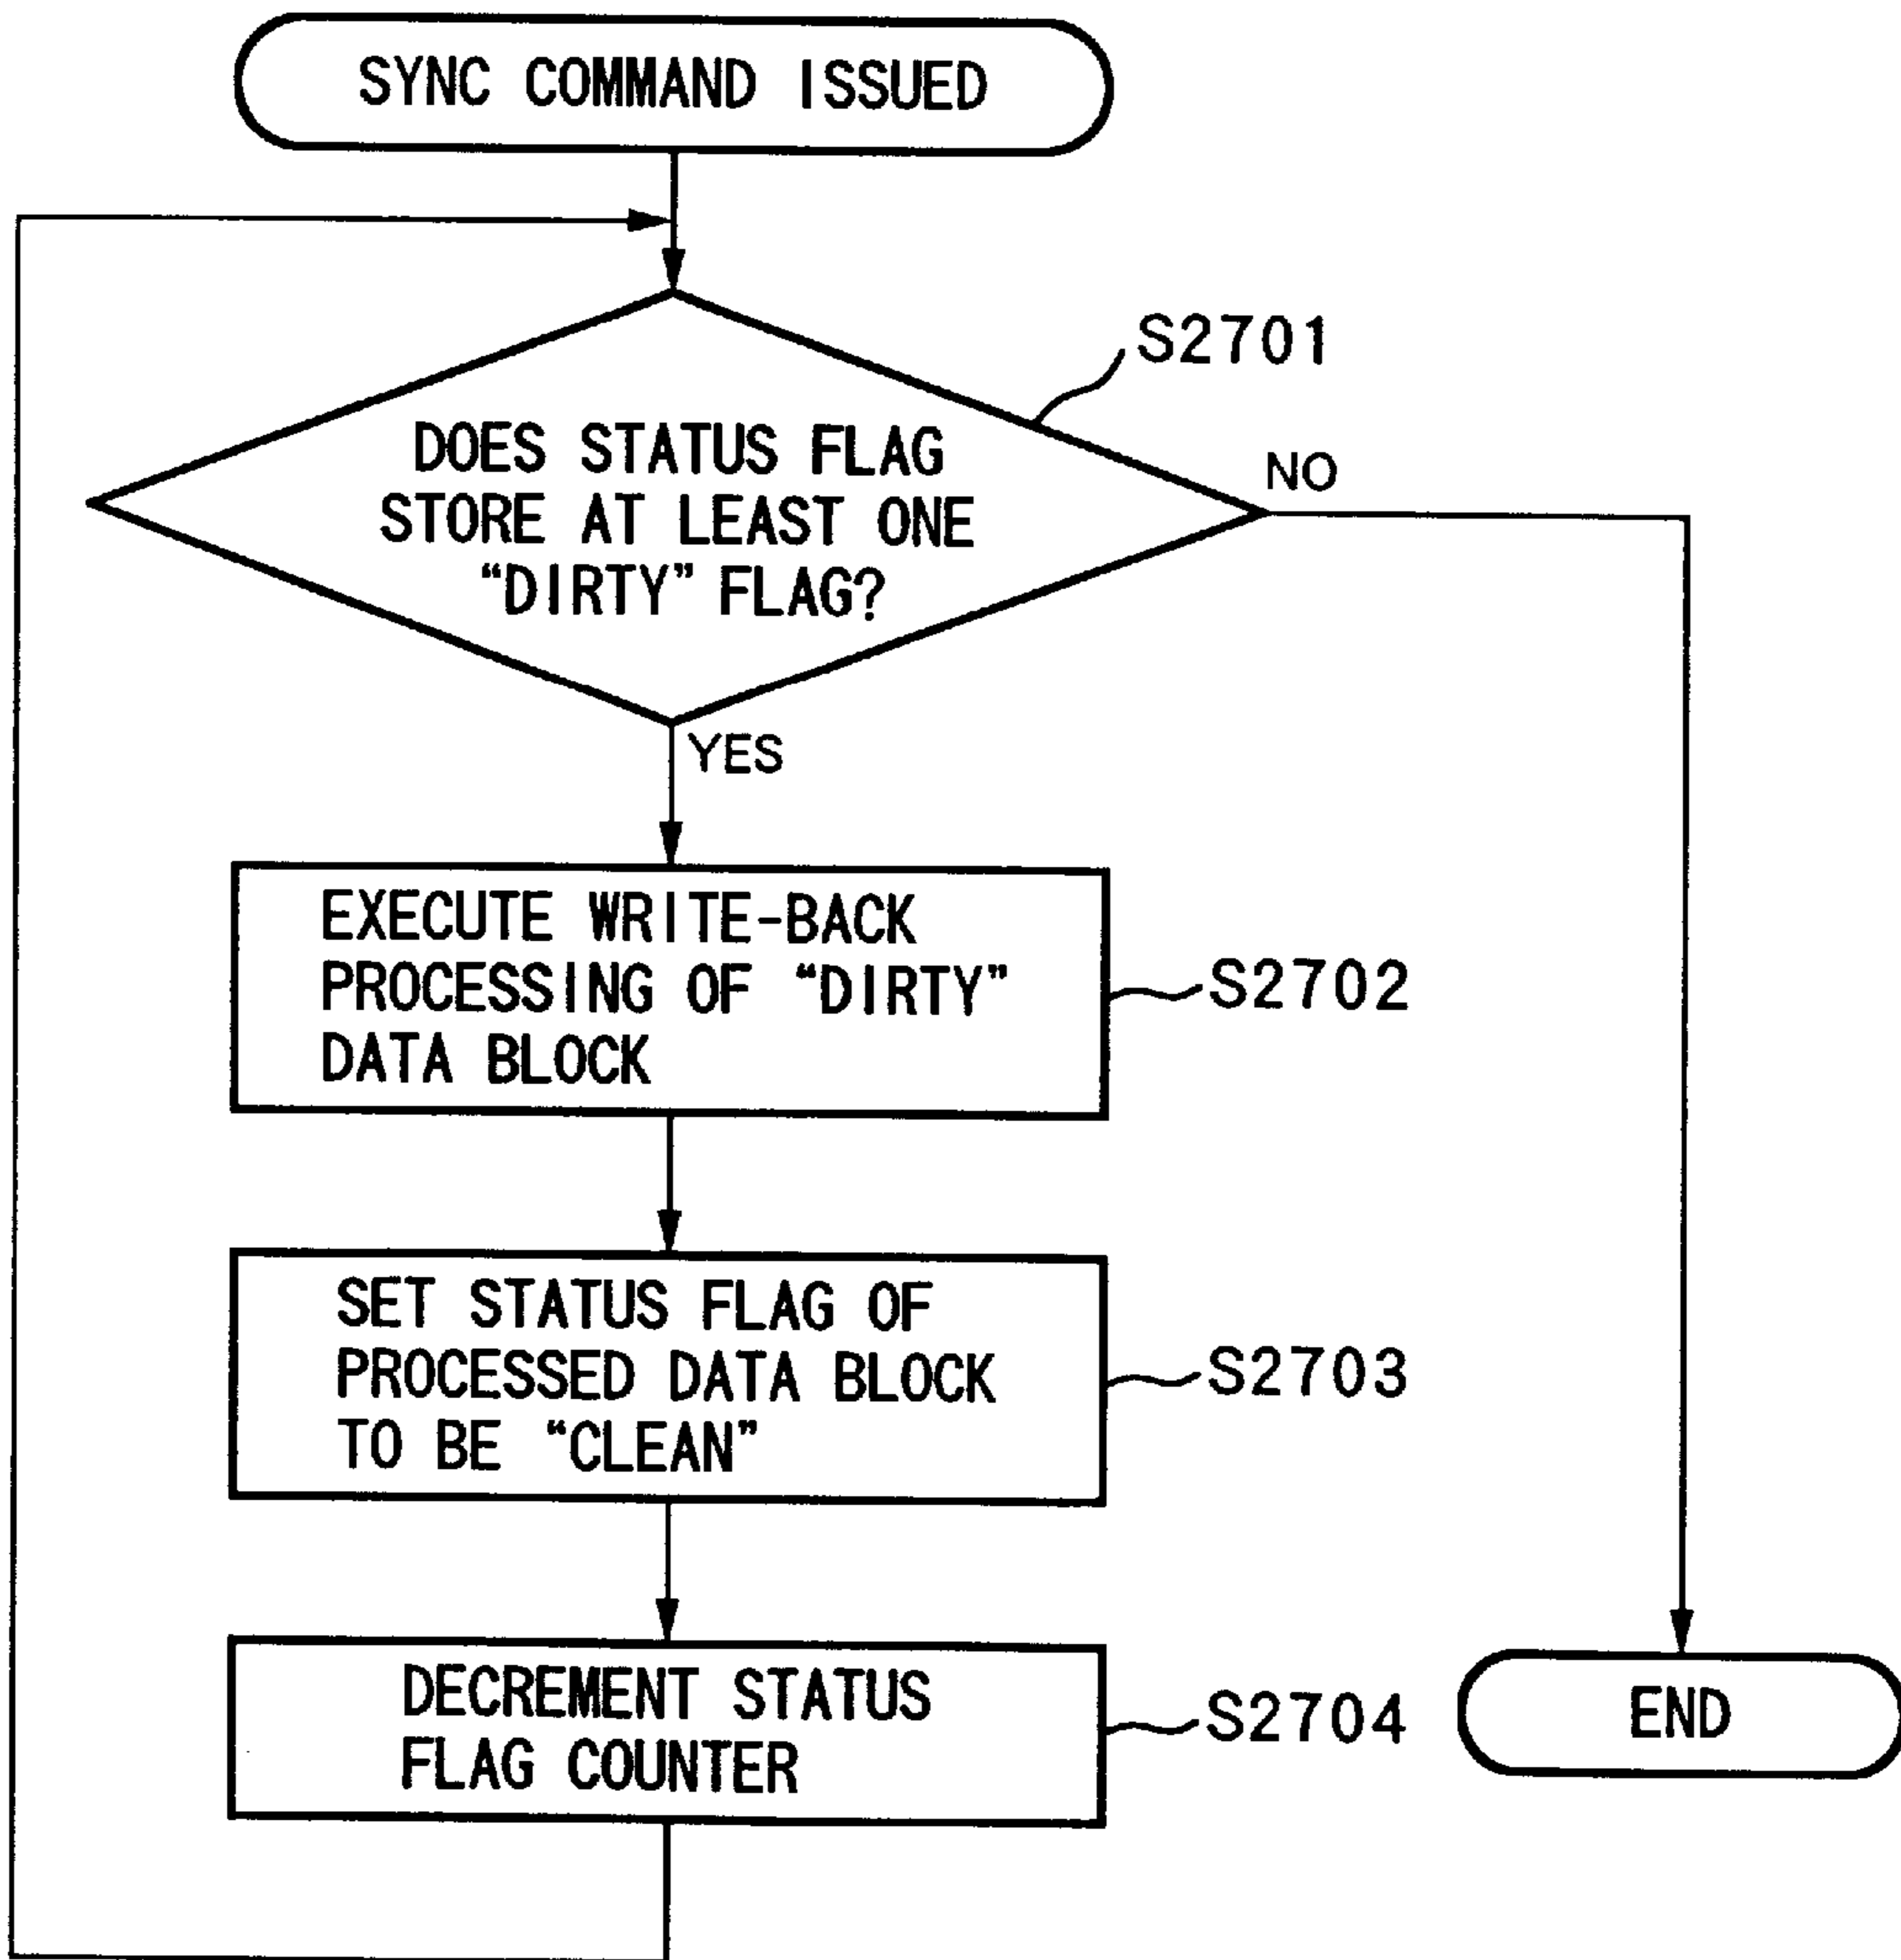 SYNC COMMAND ISSUED
S2701
DOES STATUS FLAG
STORE AT LEAST ONE
“DIRTY” FLAG?
NO
YES
EXECUTE WRITE-BACK
PROCESSING OF “DIRTY”
DATA BLOCK
S2702
SET STATUS FLAG OF
PROCESSED DATA BLOCK
TO BE “CLEAN”
S2703
DECREMENT STATUS
FLAG COUNTER
S2704
END